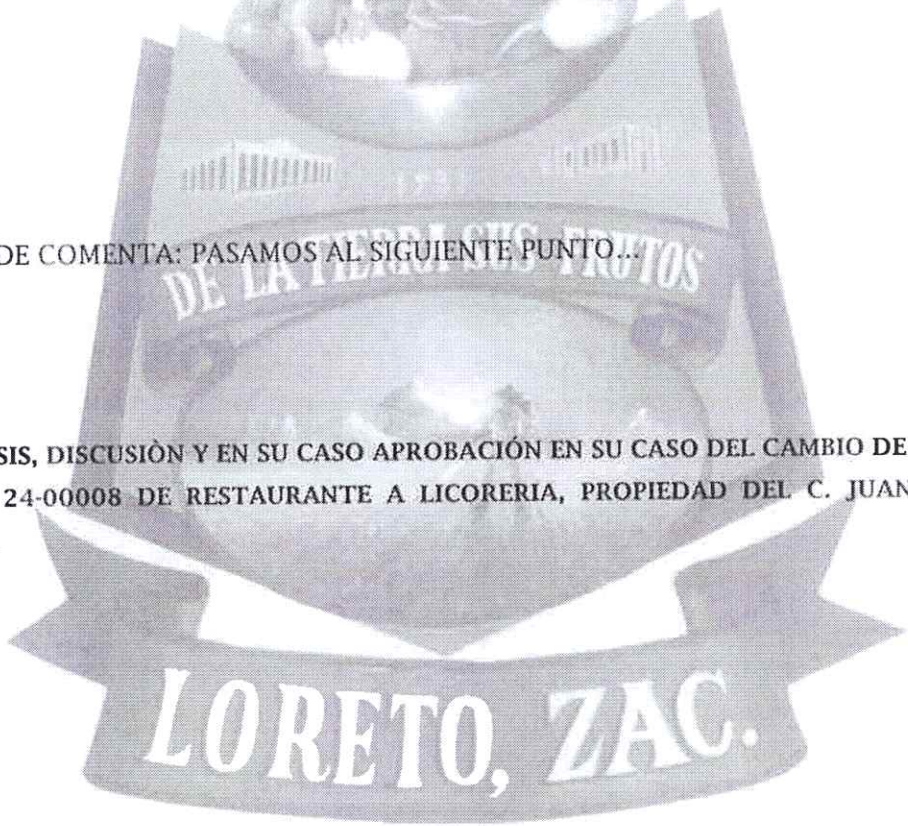 DE COMENTA: PASAMOS AL SIGUIENTE PUNTO...
DE LA TIERRA SUS FRUTOS
SIS, DISCUSIÒN Y EN SU CASO APROBACIÓN EN SU CASO DEL CAMBIO DE
24-00008 DE RESTAURANTE A LICORERIA, PROPIEDAD DEL C. JUAN
LORETO, ZAC.